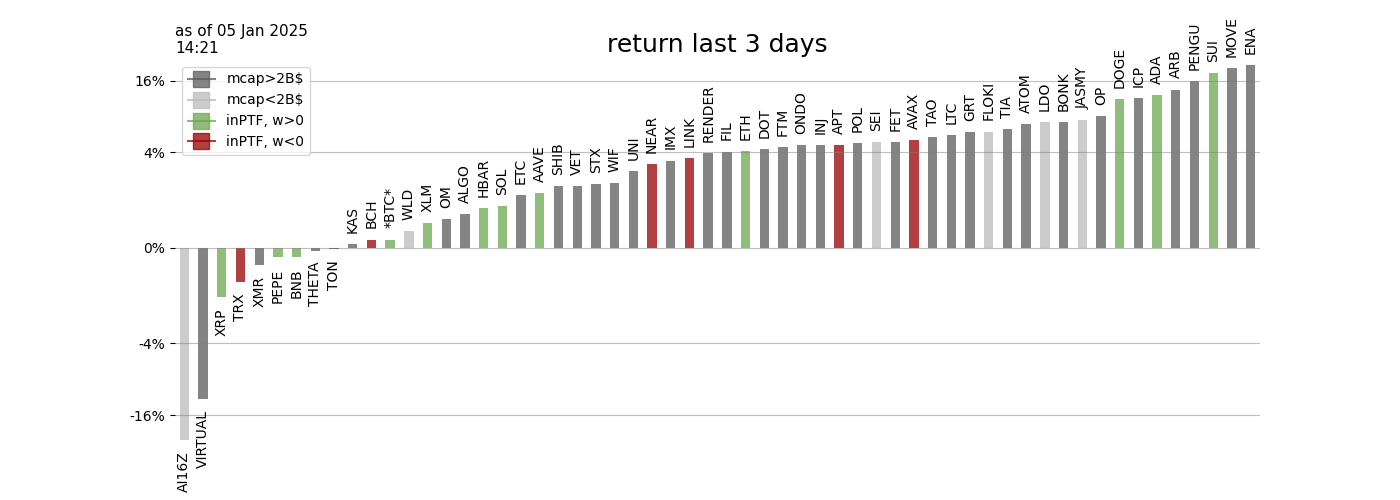 as of 05 Jan 2025
14:21
return last 3 days
mcap>2B$
mcap<2B$
inPTF, w>0
inPTF, w<0
16%
4%
0%
-4%
-16%
AI16Z
VIRTUAL
XRP
TRX
XMR
PEPE
BNB
THETA
TON
KAS
BCH
*BTC*
WLD
XLM
OM
ALGO
HBAR
SOL
ETC
AAVE
SHIB
VET
STX
WIF
UNI
NEAR
IMX
LINK
RENDER
FIL
ETH
DOT
FTM
ONDO
INJ
APT
POL
SEI
FET
AVAX
TAO
LTC
GRT
FLOKI
TIA
ATOM
LDO
BONK
JASMY
OP
DOGE
ICP
ADA
ARB
PENGU
SUI
MOVE
ENA